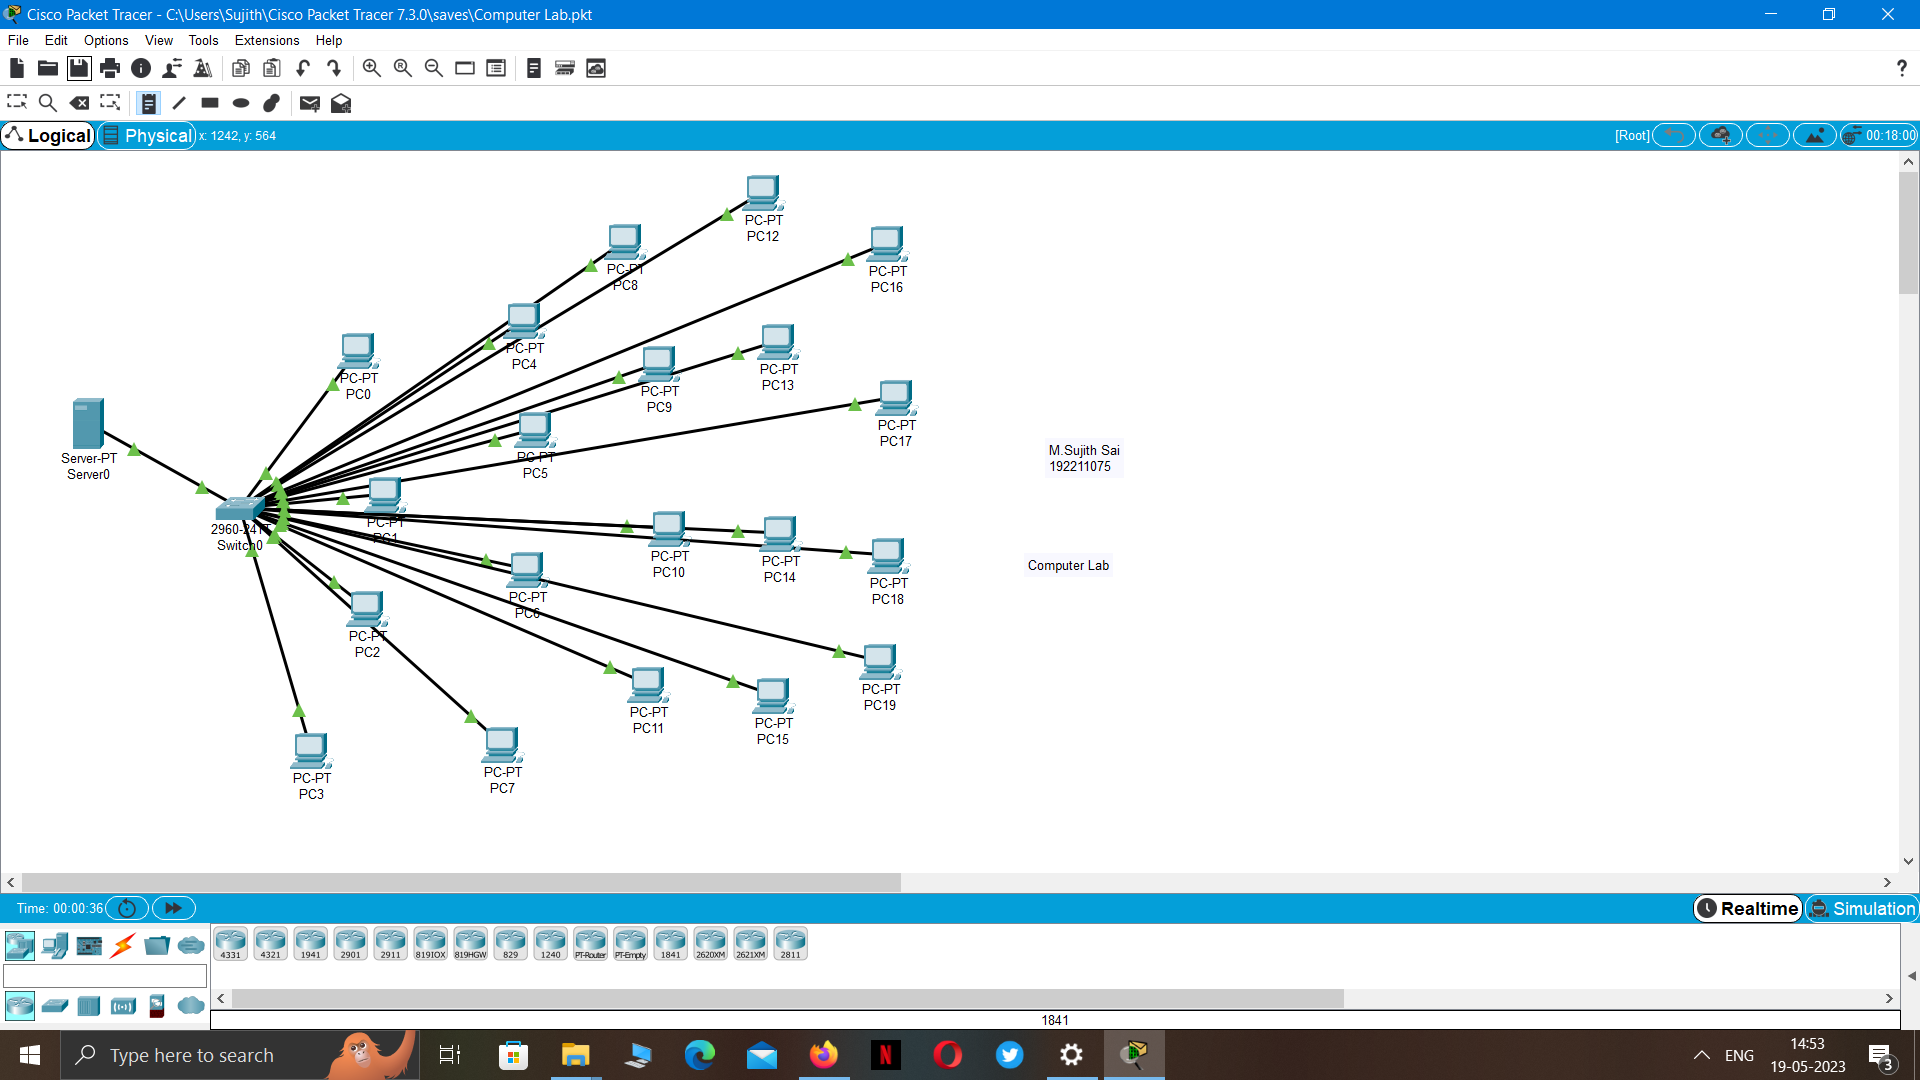 Cisco Packet Tracer - C:\Users\Sujith\Cisco Packet Tracer 7.3.0\saves\Computer Lab.pkt
File Edit Options View Tools Extensions Help
?
Logical Physical x: 1242, y: 564 [Root] 00:18:00
PC-PT
PC12
PC-PT
PC8
PC-PT
PC16
PC-PT
PC4
PC-PT
PC13
PC-PT
PC0
PC-PT
PC9
PC-PT
PC17
Server-PT
Server0
PC-PT
PC5
M.Sujith Sai
192211075
PC-PT
PC1
2960-24TT
Switch0
PC-PT
PC10
PC-PT
PC14
PC-PT
PC18
Computer Lab
PC-PT
PC6
PC-PT
PC2
PC-PT
PC19
PC-PT
PC11
PC-PT
PC15
PC-PT
PC3
PC-PT
PC7
Time: 00:00:36 Realtime Simulation
4331 4321 1941 2901 2911 819IOX 819HGW 829 1240 PT-Router PT-Empty 1841 2620XM 2621XM 2811
1841
Type here to search
N
ENG
14:53
19-05-2023
3